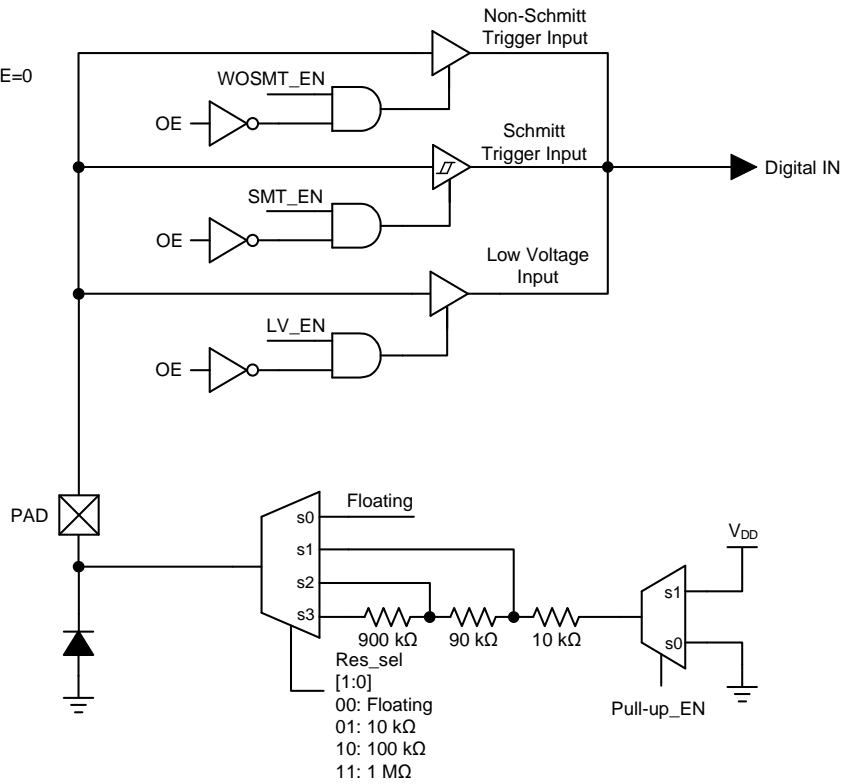 Non-Schmitt
Trigger Input
E=0
WOSMT_EN
OE
Schmitt
Trigger Input
Digital IN
SMT_EN
OE
Low Voltage
Input
LV_EN
OE
PAD
Floating
s0
s1
s2
s3
900 kΩ
90 kΩ
10 kΩ
VDD
s1
s0
Pull-up_EN
Res_sel
[1:0]
00: Floating
01: 10 kΩ
10: 100 kΩ
11: 1 MΩ